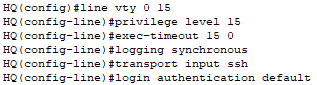 HQ(config)#line vty 0 15
HQ(config-line)#privilege level 15
HQ(config-line)#exec-timeout 15 0
HQ(config-line)#logging synchronous
HQ(config-line)#transport input ssh
HQ(config-line)#login authentication default